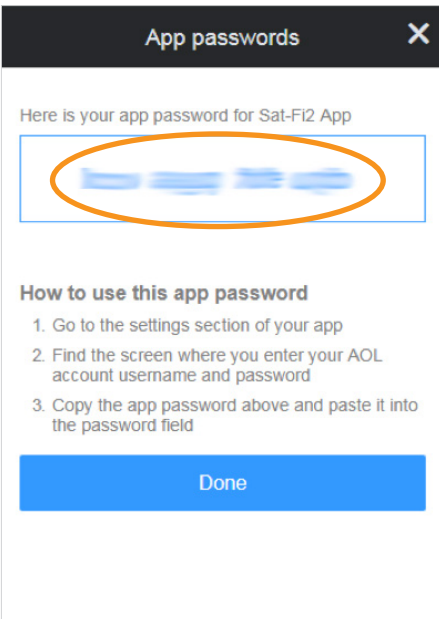 App passwords
Here is your app password for Sat-Fi2 App
How to use this app password
1. Go to the settings section of your app
2. Find the screen where you enter your AOL
account username and password
3. Copy the app password above and paste it into
the password field
Done